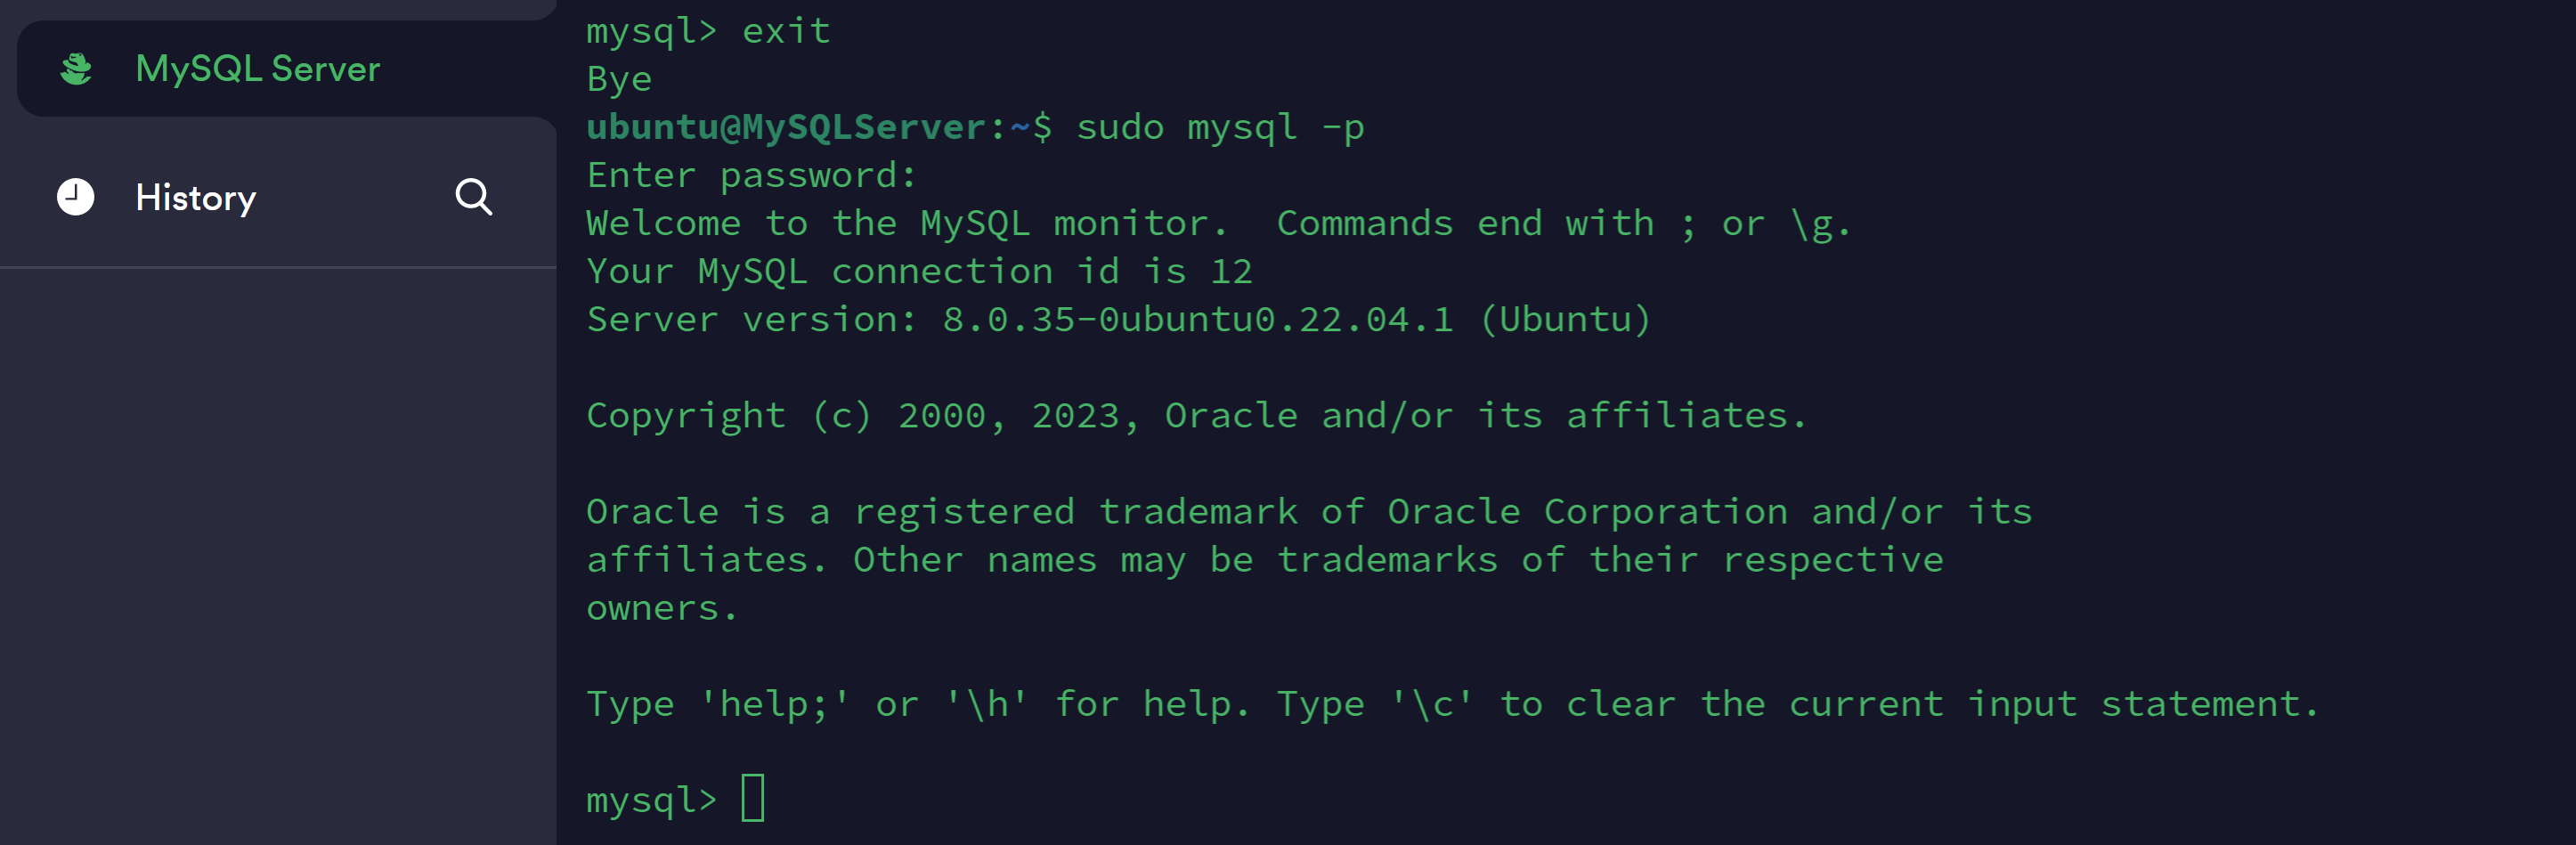 MySQL Server
History
mysql> exit
Bye
ubuntu@MySQLServer:~$ sudo mysql -p
Enter password:
Welcome to the MySQL monitor.  Commands end with ; or \g.
Your MySQL connection id is 12
Server version: 8.0.35-0ubuntu0.22.04.1 (Ubuntu)
Copyright (c) 2000, 2023, Oracle and/or its affiliates.
Oracle is a registered trademark of Oracle Corporation and/or its
affiliates. Other names may be trademarks of their respective
owners.
Type 'help;' or '\h' for help. Type '\c' to clear the current input statement.
mysql>